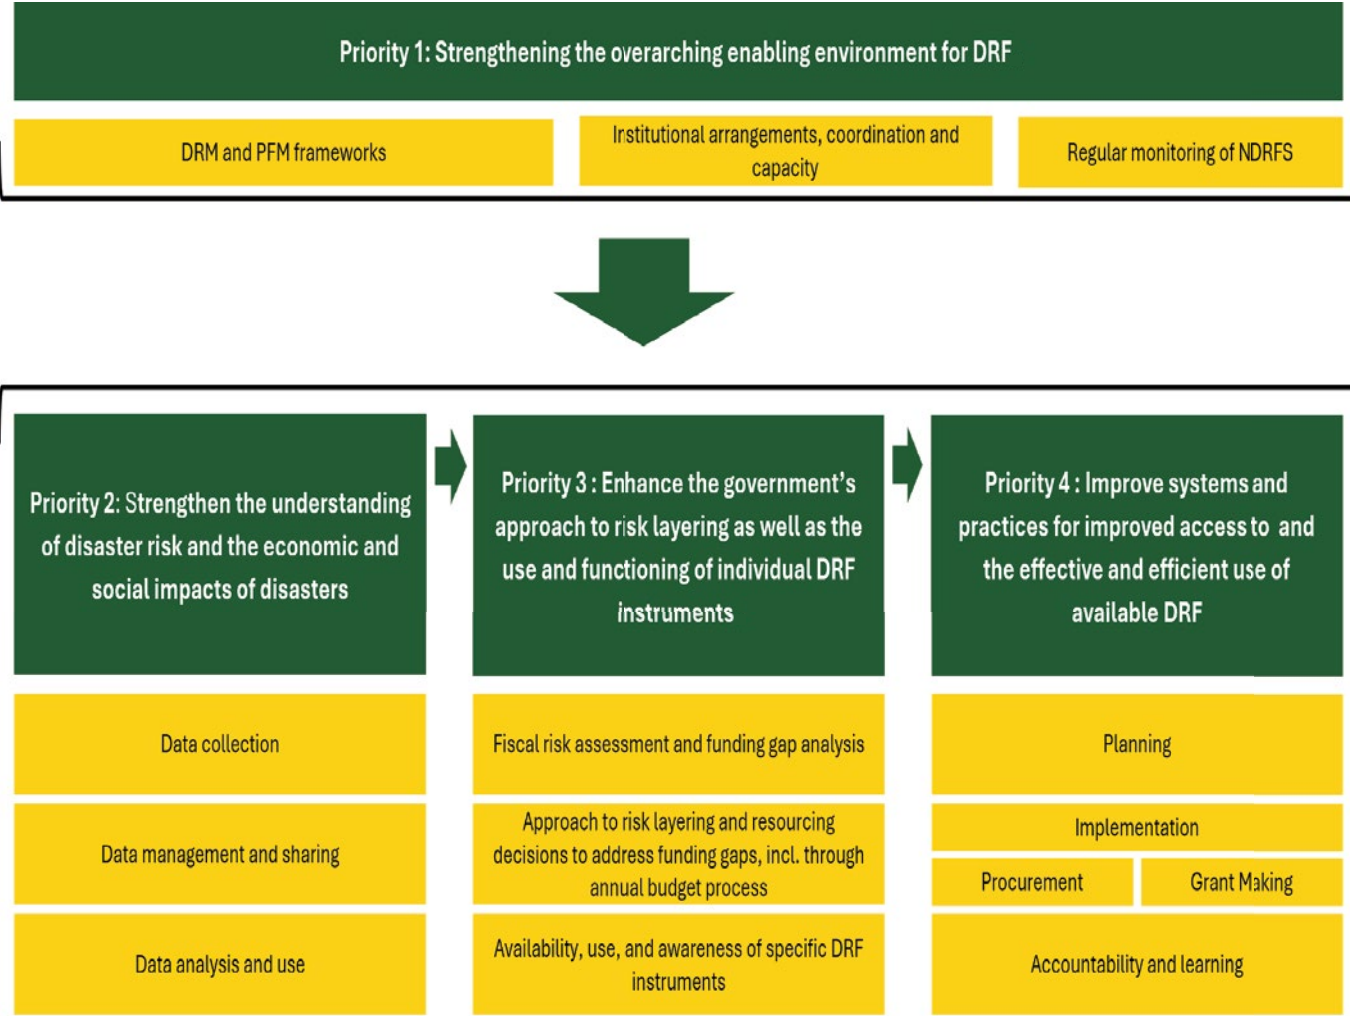 Priority 1: Strengthening the overarching enabling environment for DRF
DRM and PFM frameworks
Institutional arrangements, coordination and
capacity
Regular monitoring of NDRFS
Priority 2: Strengthen the understanding
of disaster risk and the economic and
social impacts of disasters
Data collection
Data management and sharing
Data analysis and use
Priority 3 : Enhance the government's
approach to risk layering as well as the
use and functioning of individual DRF
instruments
Fiscal risk assessment and funding gap analysis
Approach to risk layering and resourcing
decisions to address funding gaps, incl. through
annual budget process
Availability, use, and awareness of specific DRF
instruments
Priority 4 : Improve systems and
practices for improved access to and
the effective and efficient use of
available DRF
Planning
Implementation
Procurement
Grant Making
Accountability and learning